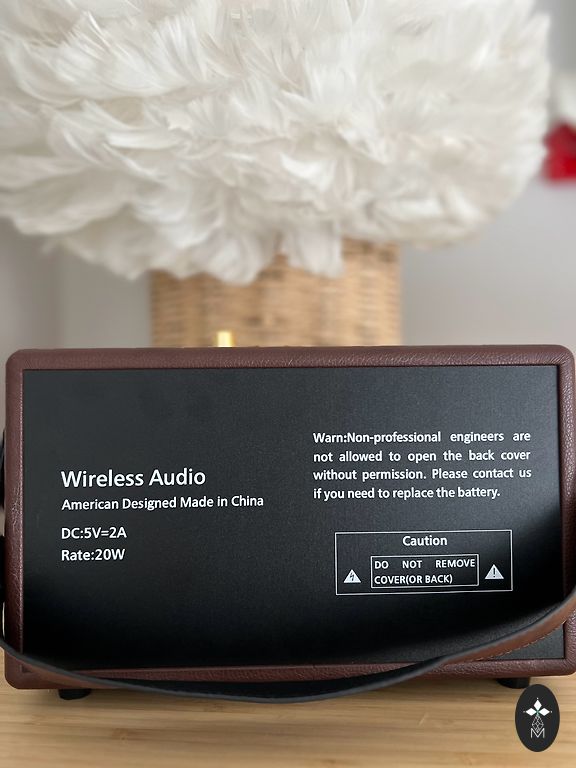 Wireless Audio
American Designed Made in China
DC:5V=2A
Rate:20W
Warn:Non-professional engineers are
not allowed to open the back cover
without permission. Please contact us
if you need to replace the battery.
Caution
DO NOT REMOVE
COVER(OR BACK)
M